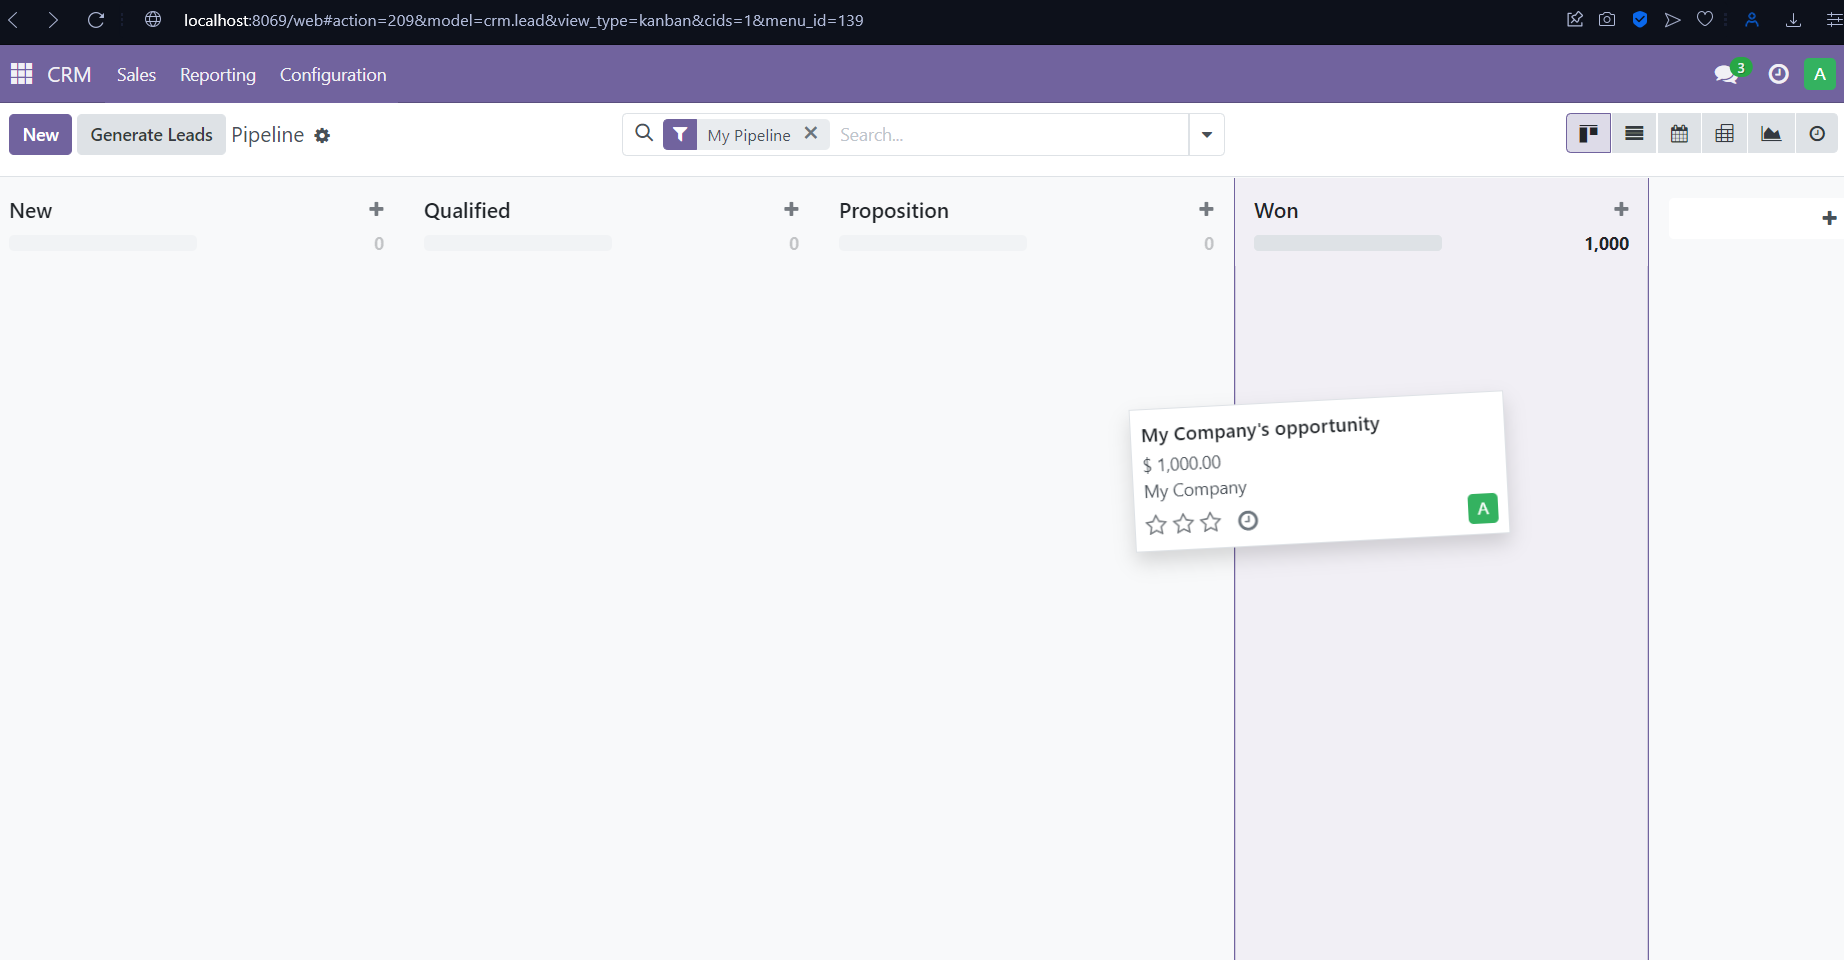 localhost:8069/web#action=209&model=crm.lead&view_type=kanban&cids=1&menu_id=139
CRM Sales Reporting Configuration 3 A
New Generate Leads Pipeline My Pipeline Search...
New Qualified Proposition Won
0 0 0 1,000
My Company's opportunity
$ 1,000.00
My Company
A